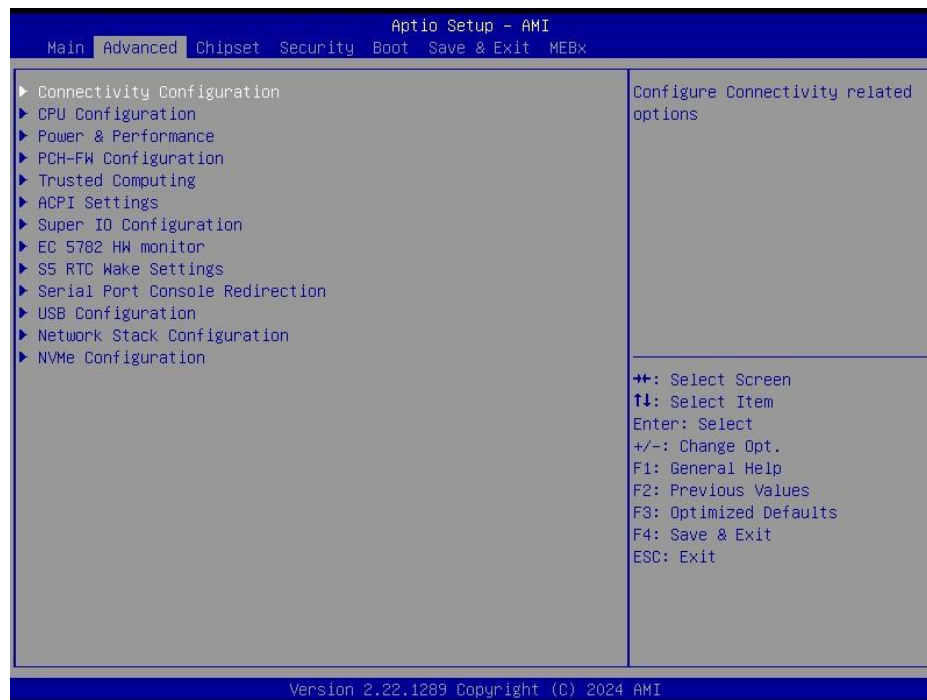 Aptio Setup – AMI
Main Advanced Chipset Security Boot Save & Exit MEBx
▶ Connectivity Configuration
▶ CPU Configuration
▶ Power & Performance
▶ PCH-FW Configuration
▶ Trusted Computing
▶ ACPI Settings
▶ Super IO Configuration
▶ EC 5782 HW monitor
▶ S5 RTC Wake Settings
▶ Serial Port Console Redirection
▶ USB Configuration
▶ Network Stack Configuration
▶ NVMe Configuration
Configure Connectivity related
options
→←: Select Screen
↑↓: Select Item
Enter: Select
+/-: Change Opt.
F1: General Help
F2: Previous Values
F3: Optimized Defaults
F4: Save & Exit
ESC: Exit
Version 2.22.1289 Copyright (C) 2024 AMI